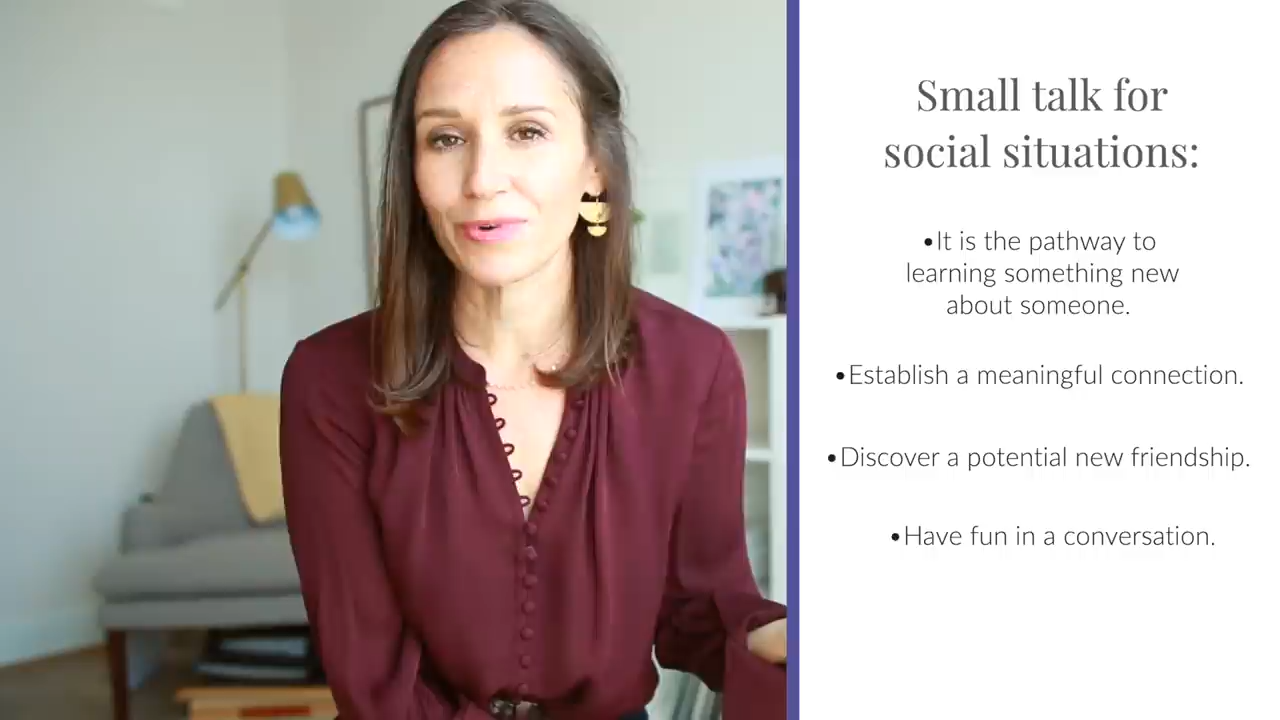 Small talk for
social situations:
•It is the pathway to
learning something new
about someone.
•Establish a meaningful connection.
•Discover a potential new friendship.
•Have fun in a conversation.